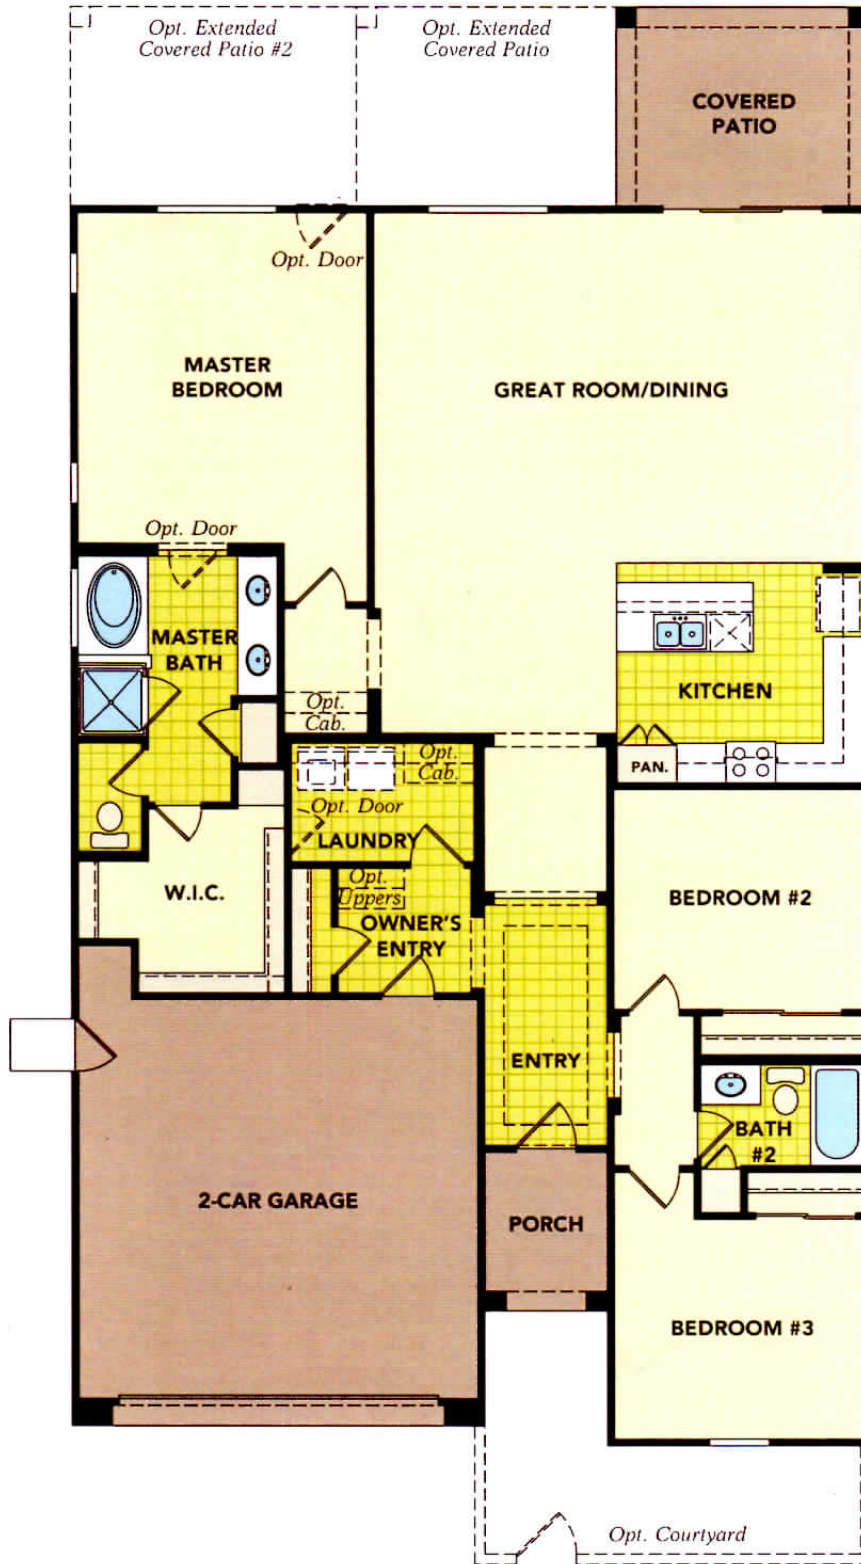 Opt. Extended
Covered Patio #2
Opt. Extended
Covered Patio
COVERED
PATIO
Opt. Door
MASTER
BEDROOM
GREAT ROOM/DINING
Opt. Door
MASTER
BATH
KITCHEN
Opt.
Cab.
Opt.
Cab.
PAN.
Opt. Door
LAUNDRY
W.I.C.
Opt.
Uppers
OWNER'S
ENTRY
BEDROOM #2
ENTRY
BATH
#2
2-CAR GARAGE
PORCH
BEDROOM #3
Opt. Courtyard